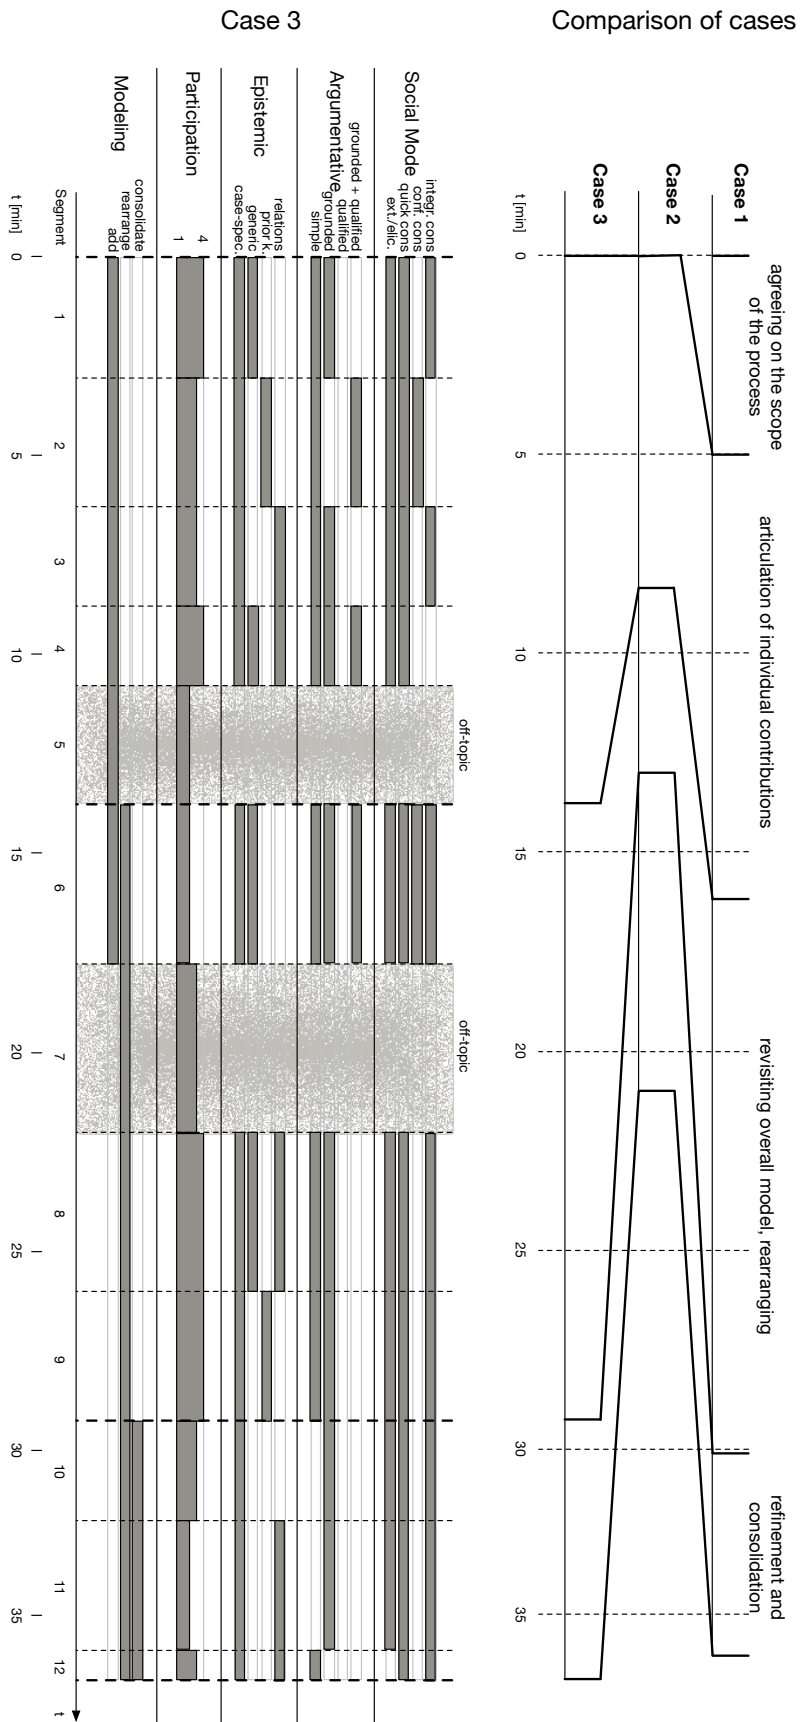 Case 3
Comparison of cases
Modeling
Participation
Epistemic
Argumentative
Social Mode
add
rearrange
consolidate
1
4
case-spec.
generic
prior k.
relations
simple
grounded
qualified
grounded + qualified
ext./elic.
quick cons
conf. cons
integr. cons
t [min]
0
5
10
15
20
25
30
35
Segment
1
2
3
4
5
6
7
8
9
10
11
12
t
off-topic
off-topic
Case 1
Case 2
Case 3
t [min]
0
5
10
15
20
25
30
35
agreeing on the scope
of the process
articulation of individual contributions
revisiting overall model, rearranging
refinement and
consolidation